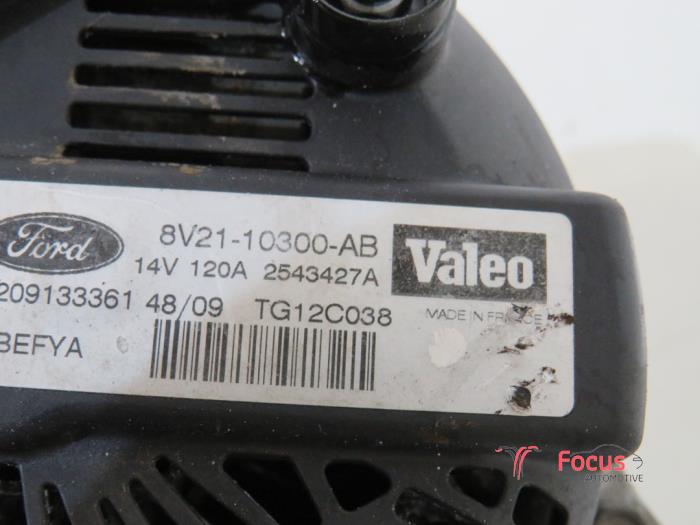 Ford 8V21-10300-AB Valeo
14V 120A 2543427A
209133361 48/09 TG12C038 MADE IN FRANCE
BEFYA
Focus
AUTOMOTIVE